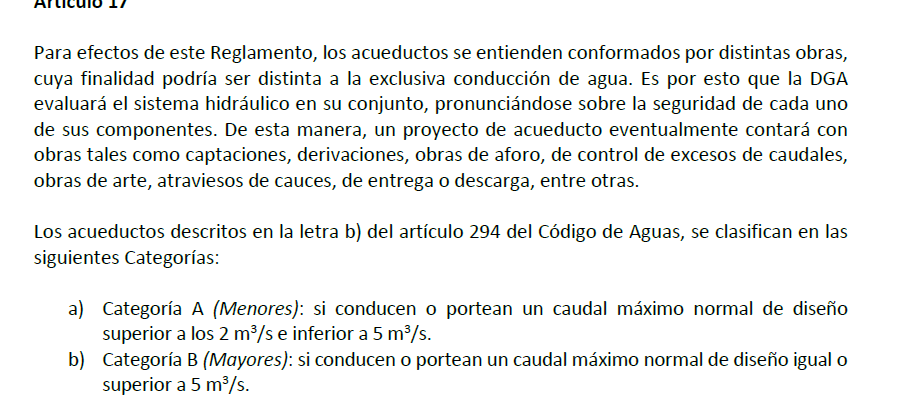 Artículo 17
Para efectos de este Reglamento, los acueductos se entienden conformados por distintas obras,
cuya finalidad podría ser distinta a la exclusiva conducción de agua. Es por esto que la DGA
evaluará el sistema hidráulico en su conjunto, pronunciándose sobre la seguridad de cada uno
de sus componentes. De esta manera, un proyecto de acueducto eventualmente contará con
obras tales como captaciones, derivaciones, obras de aforo, de control de excesos de caudales,
obras de arte, atraviesos de cauces, de entrega o descarga, entre otras.
Los acueductos descritos en la letra b) del artículo 294 del Código de Aguas, se clasifican en las
siguientes Categorías:
a) Categoría A (Menores): si conducen o portean un caudal máximo normal de diseño
superior a los 2 m³/s e inferior a 5 m³/s.
b) Categoría B (Mayores): si conducen o portean un caudal máximo normal de diseño igual o
superior a 5 m³/s.